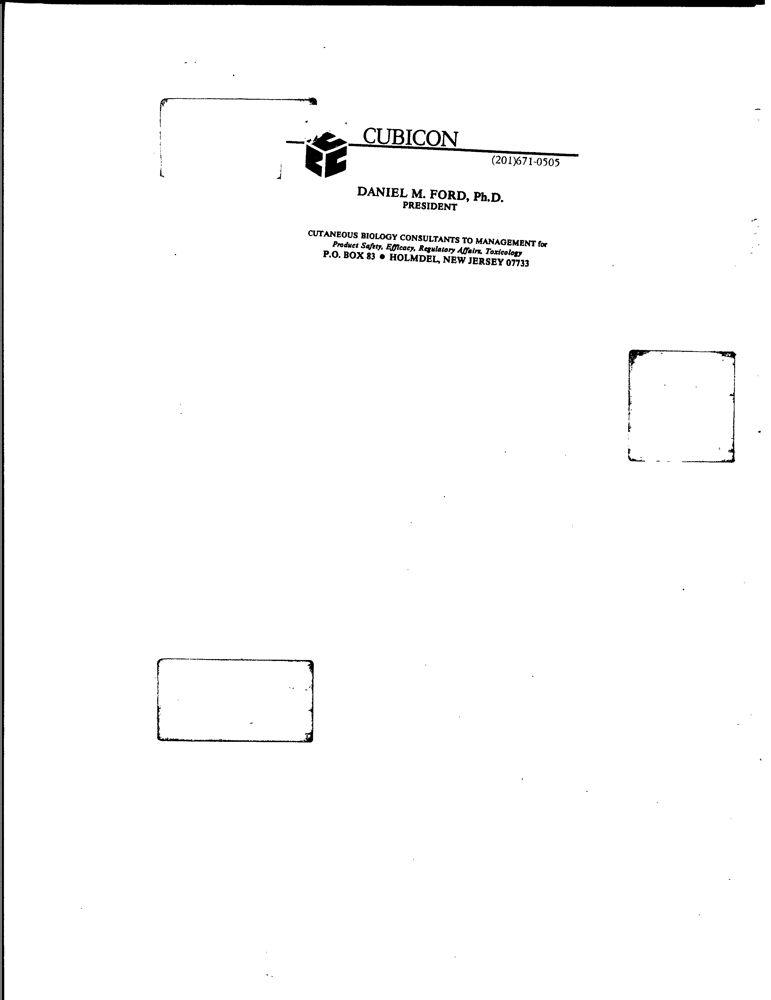 CUBICON
(201)671-0505
DANIEL M. FORD, Ph.D.
PRESIDENT
CUTANEOUS BIOLOGY CONSULTANTS TO MANAGEMENT for
Product Safety, Efficacy, Regulatory Affairs, Toxicology
P.O. BOX 83 ● HOLMDEL, NEW JERSEY 07733